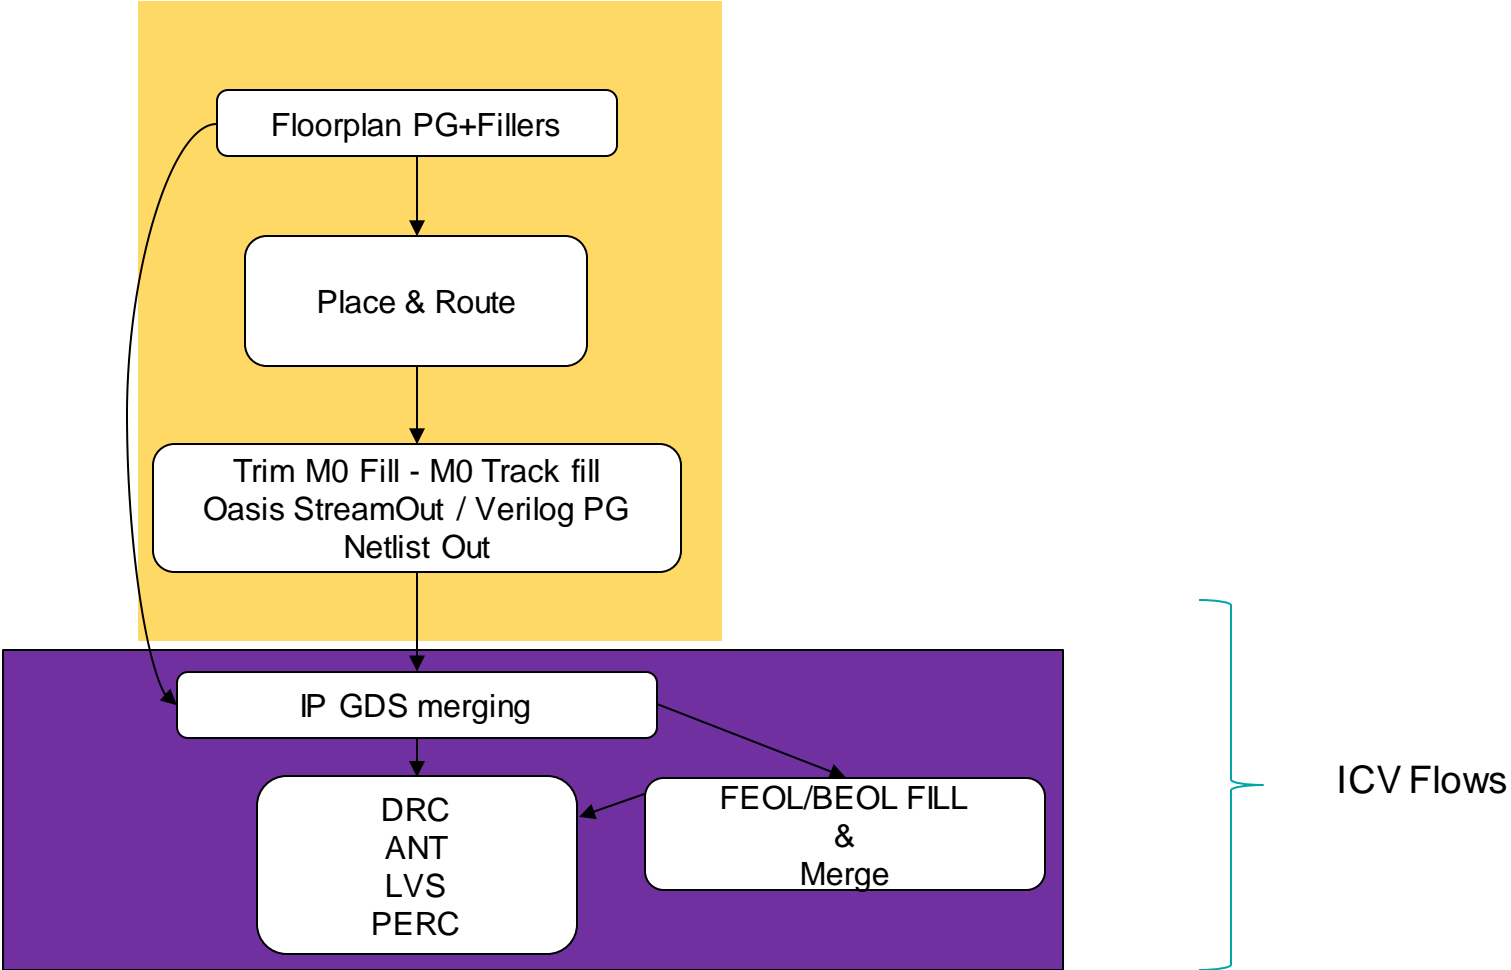 Floorplan PG+Fillers
Place & Route
Trim M0 Fill - M0 Track fill
Oasis StreamOut / Verilog PG
Netlist Out
IP GDS merging
DRC
ANT
LVS
PERC
FEOL/BEOL FILL
&
Merge
ICV Flows